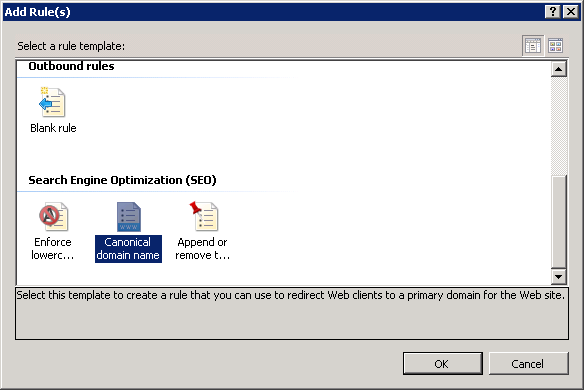 Add Rule(s)
Select a rule template:
Outbound rules
Blank rule
Search Engine Optimization (SEO)
Enforce lowerc...
WWW
Canonical domain name
Append or remove t...
Select this template to create a rule that you can use to redirect Web clients to a primary domain for the Web site.
OK
Cancel